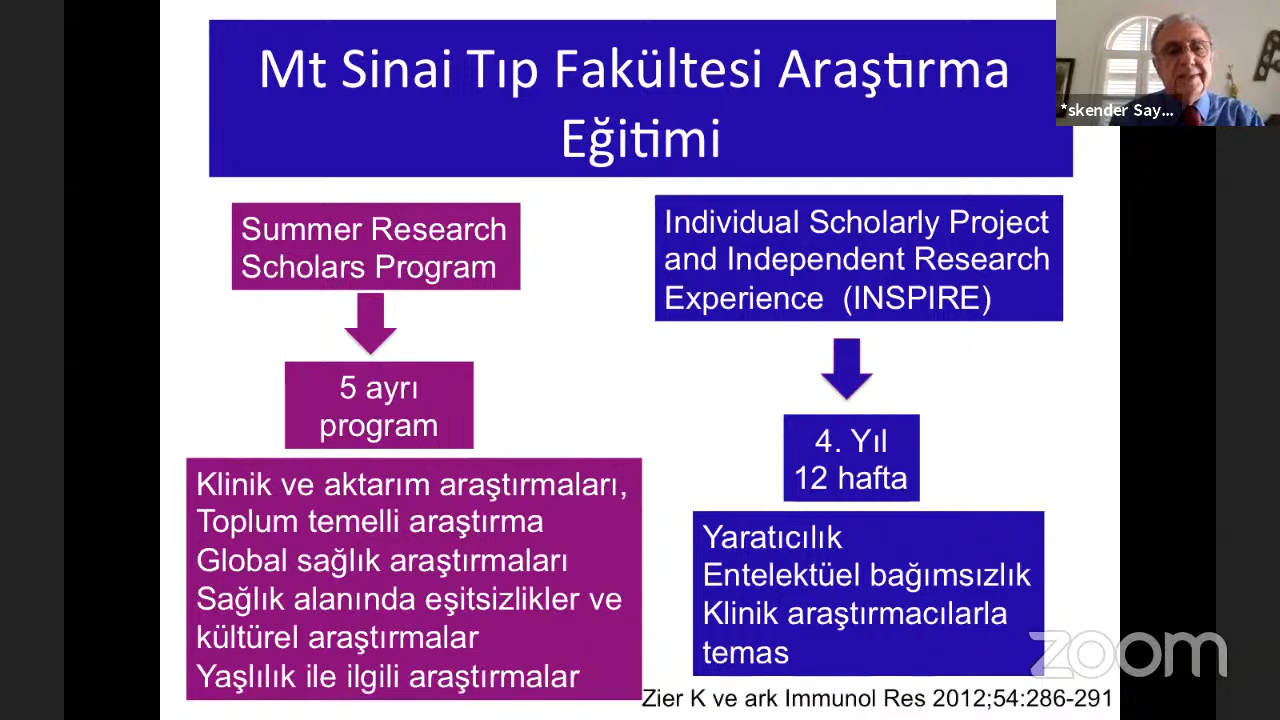 Mt Sinai Tıp Fakültesi Araştırma
Eğitimi
*skender Say...
Summer Research
Scholars Program
5 ayrı
program
Klinik ve aktarım araştırmaları,
Toplum temelli araştırma
Global sağlık araştırmaları
Sağlık alanında eşitsizlikler ve
kültürel araştırmalar
Yaşlılık ile ilgili araştırmalar
Individual Scholarly Project
and Independent Research
Experience (INSPIRE)
4. Yıl
12 hafta
Yaratıcılık
Entelektüel bağımsızlık
Klinik araştırmacılarla
temas
zoom
Zier K ve ark Immunol Res 2012;54:286-291